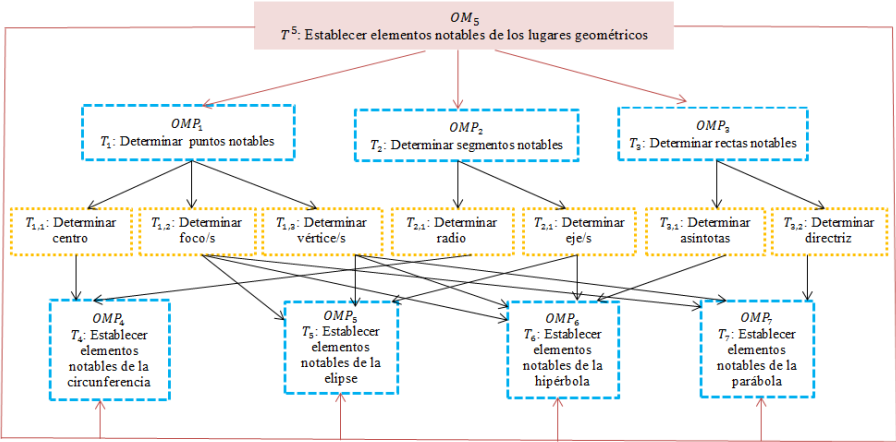 OM₅
T⁵: Establecer elementos notables de los lugares geométricos
OMP₁
T₁: Determinar puntos notables
OMP₂
T₂: Determinar segmentos notables
OMP₃
T₃: Determinar rectas notables
T₁,₁: Determinar
centro
T₁,₂: Determinar
foco/s
T₁,₃: Determinar
vértice/s
T₂,₁: Determinar
radio
T₂,₁: Determinar
eje/s
T₃,₁: Determinar
asintotas
T₃,₂: Determinar
directriz
OMP₄
T₄: Establecer
elementos
notables de la
circunferencia
OMP₅
T₅: Establecer
elementos
notables de la
elipse
OMP₆
T₆: Establecer
elementos
notables de la
hipérbola
OMP₇
T₇: Establecer
elementos
notables de la
parábola